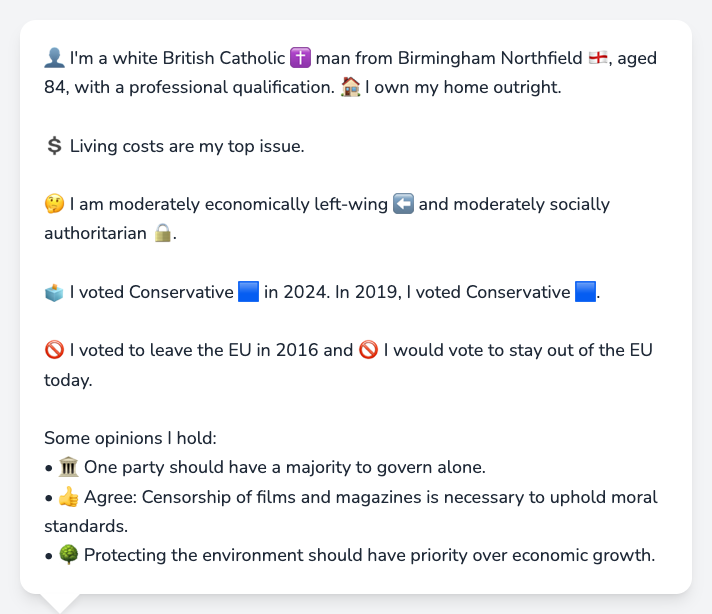 👤 I'm a white British Catholic ✝️ man from Birmingham Northfield 🏴󠁧󠁢󠁥󠁮󠁧󠁿, aged
84, with a professional qualification. 🏠 I own my home outright.
💲 Living costs are my top issue.
🤔 I am moderately economically left-wing ⬅️ and moderately socially
authoritarian 🔒.
🗳️ I voted Conservative 🟦 in 2024. In 2019, I voted Conservative 🟦.
🚫 I voted to leave the EU in 2016 and 🚫 I would vote to stay out of the EU
today.
Some opinions I hold:
• 🏛️ One party should have a majority to govern alone.
• 👍 Agree: Censorship of films and magazines is necessary to uphold moral
standards.
• 🌳 Protecting the environment should have priority over economic growth.